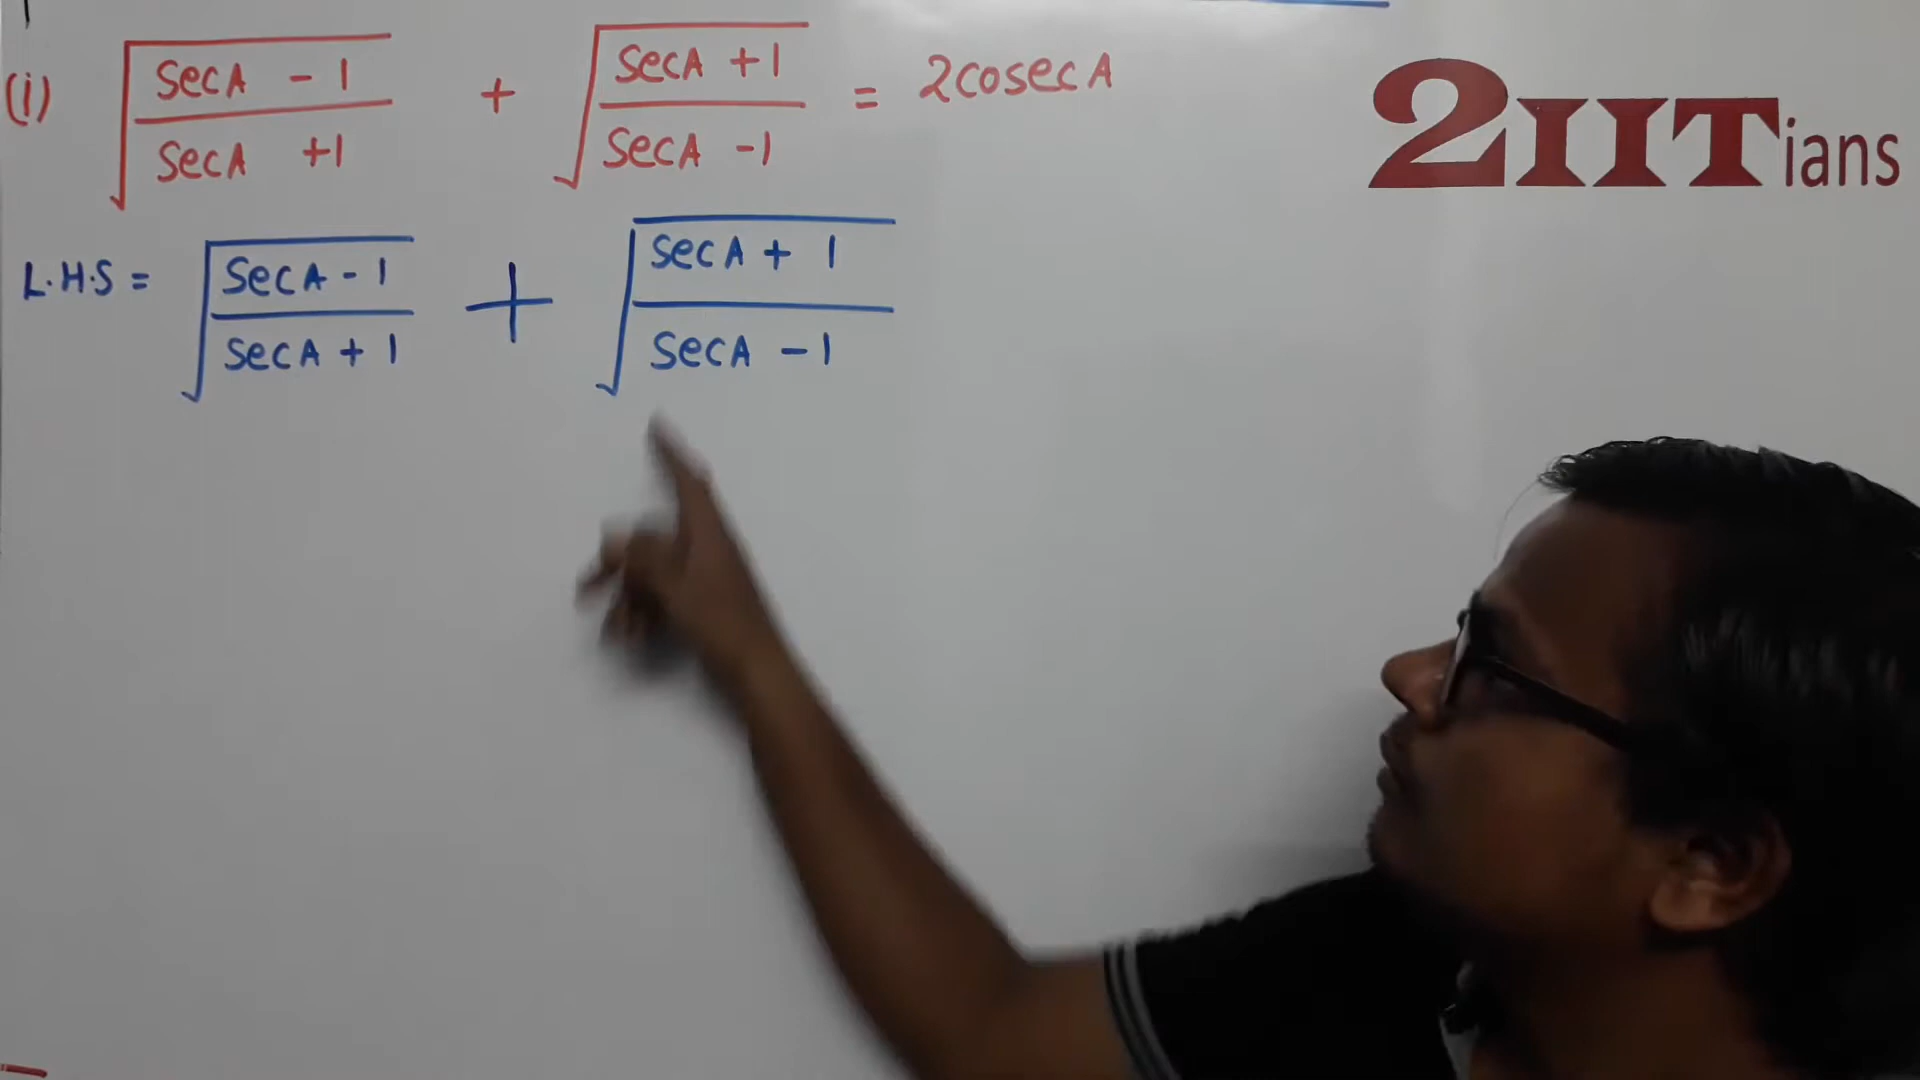 (i) √((SecA - 1)/(SecA +1)) + √((SecA +1)/(SecA -1)) = 2cosecA
2IITians
L.H.S = √((SecA - 1)/(SecA + 1)) + √((SecA + 1)/(SecA - 1))